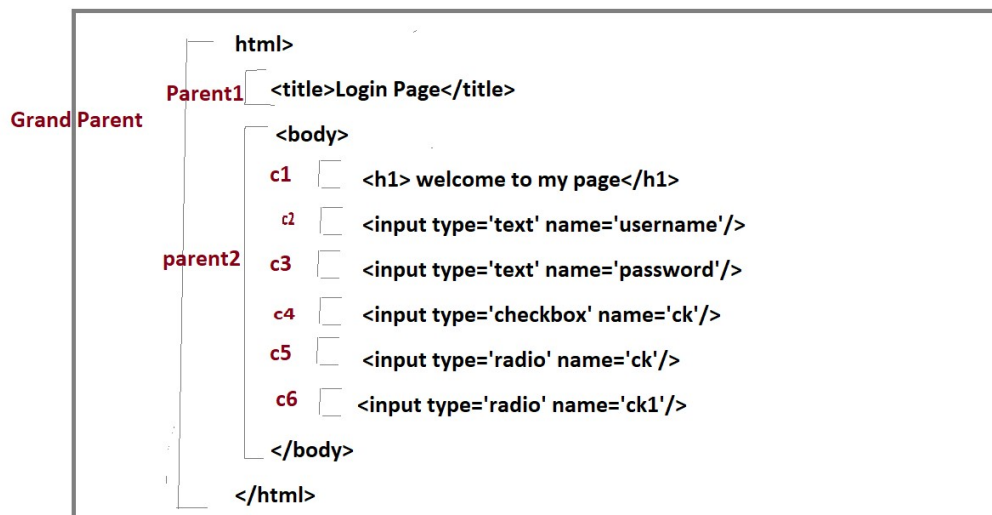 html>
Parent1 <title>Login Page</title>
Grand Parent
<body>
c1 <h1> welcome to my page</h1>
c2 <input type='text' name='username'/>
parent2 c3 <input type='text' name='password'/>
c4 <input type='checkbox' name='ck'/>
c5 <input type='radio' name='ck'/>
c6 <input type='radio' name='ck1'/>
</body>
</html>